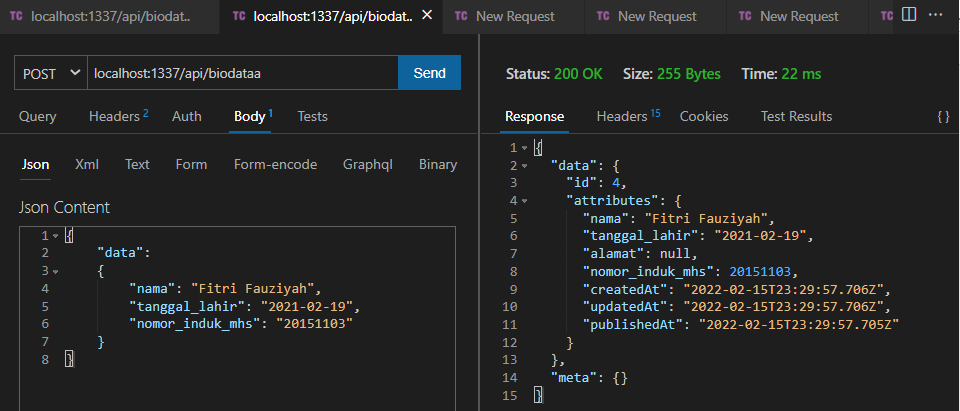 TC localhost:1337/api/biodat.. TC localhost:1337/api/biodat.. × TC New Request TC New Request TC New Request TC ···
POST localhost:1337/api/biodataa Send
Query Headers 2 Auth Body 1 Tests
Json Xml Text Form Form-encode Graphql Binary
Json Content
1 {
2 "data":
3 {
4 "nama": "Fitri Fauziyah",
5 "tanggal_lahir": "2021-02-19",
6 "nomor_induk_mhs": "20151103"
7 }
8 }
Status: 200 OK Size: 255 Bytes Time: 22 ms
Response Headers 15 Cookies Test Results { }
1 {
2 "data": {
3 "id": 4,
4 "attributes": {
5 "nama": "Fitri Fauziyah",
6 "tanggal_lahir": "2021-02-19",
7 "alamat": null,
8 "nomor_induk_mhs": 20151103,
9 "createdAt": "2022-02-15T23:29:57.706Z",
10 "updatedAt": "2022-02-15T23:29:57.706Z",
11 "publishedAt": "2022-02-15T23:29:57.705Z"
12 }
13 },
14 "meta": {}
15 }